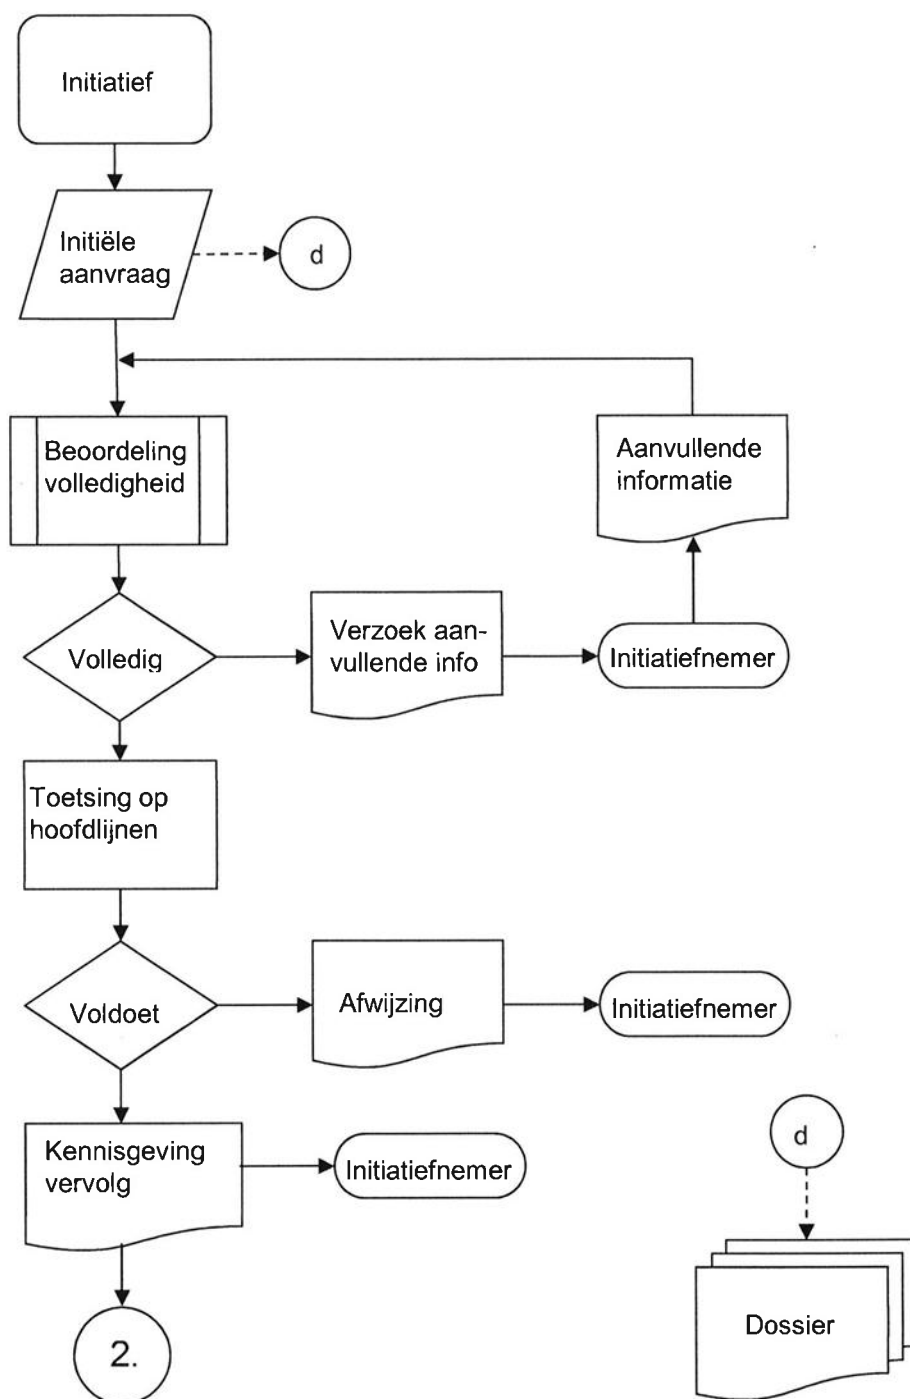 Initiatief
Initiële
aanvraag
d
Beoordeling
volledigheid
Aanvullende
informatie
Volledig
Verzoek aan-
vullende info
Initiatiefnemer
Toetsing op
hoofdlijnen
Voldoet
Afwijzing
Initiatiefnemer
Kennisgeving
vervolg
Initiatiefnemer
d
Dossier
2.